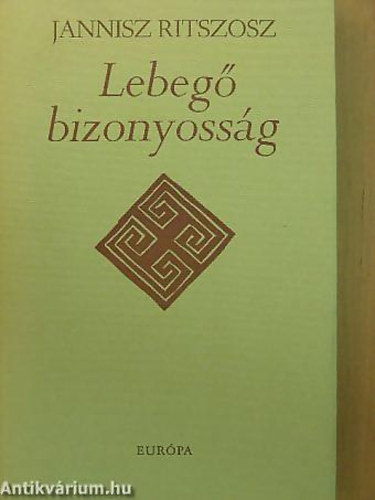 JANNISZ RITSZOSZ
Lebegő
bizonyosság
EURÓPA
Antikvárium.hu